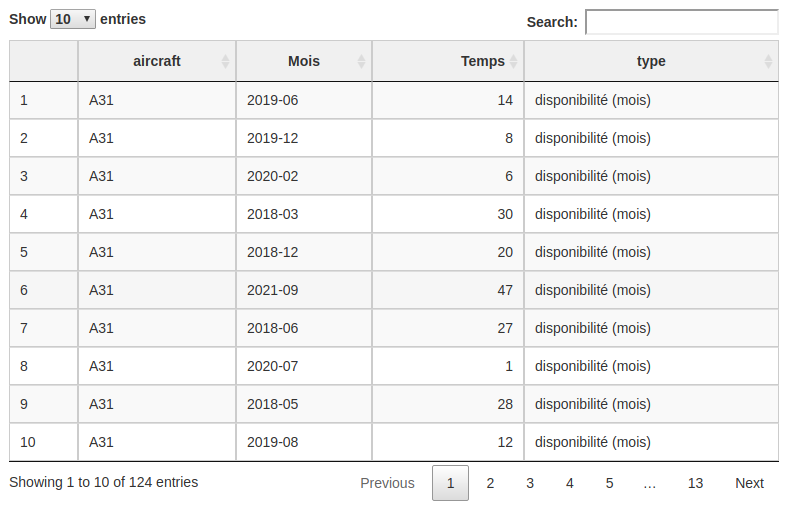 Show 10 entries
Search:
aircraft Mois Temps type
1 A31 2019-06 14 disponibilité (mois)
2 A31 2019-12 8 disponibilité (mois)
3 A31 2020-02 6 disponibilité (mois)
4 A31 2018-03 30 disponibilité (mois)
5 A31 2018-12 20 disponibilité (mois)
6 A31 2021-09 47 disponibilité (mois)
7 A31 2018-06 27 disponibilité (mois)
8 A31 2020-07 1 disponibilité (mois)
9 A31 2018-05 28 disponibilité (mois)
10 A31 2019-08 12 disponibilité (mois)
Showing 1 to 10 of 124 entries
Previous 1 2 3 4 5 … 13 Next